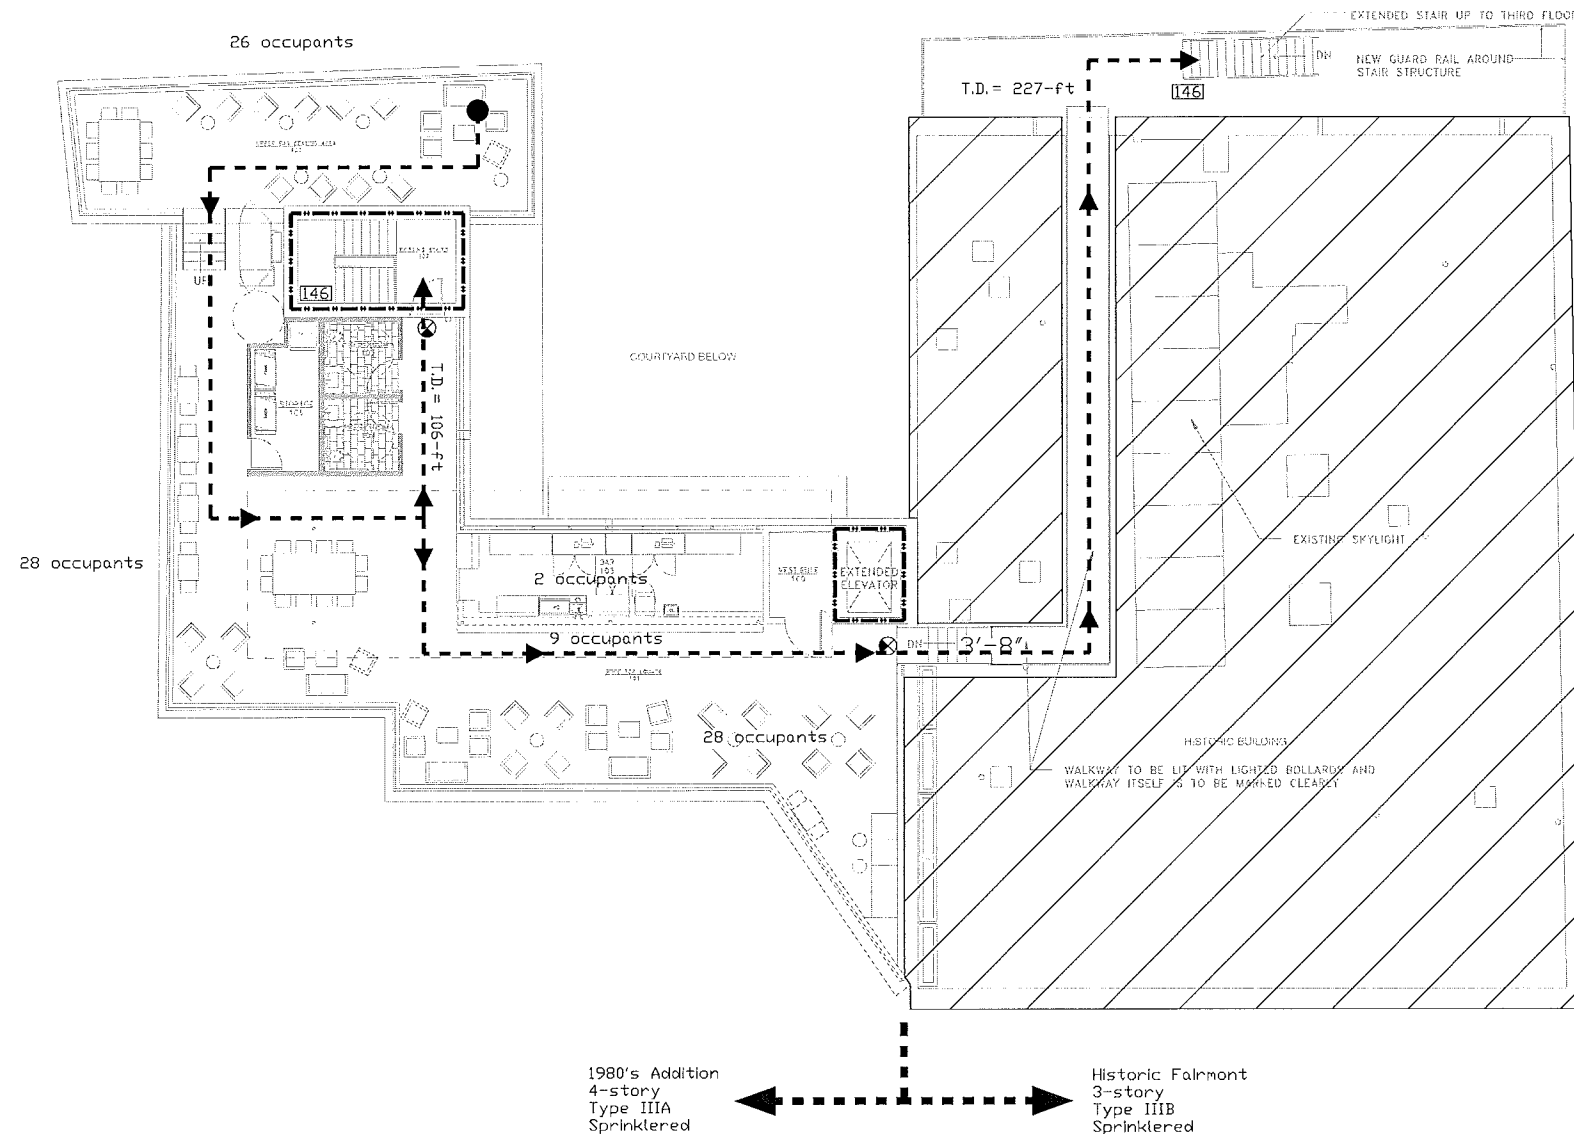 EXTENDED STAIR UP TO THIRD FLOOR
26 occupants
DN
NEW GUARD RAIL AROUND
STAIR STRUCTURE
T.D.= 227-ft
146
UP
146
COURTYARD BELOW
T.D.= 106-ft
STORAGE
EXISTING SKYLIGHT
28 occupants
BAR
2 occupants
EXTENDED
ELEVATOR
9 occupants
DN
3'-8"
28 occupants
HISTORIC BUILDING
WALKWAY TO BE LIT WITH LIGHTED BOLLARDS AND
WALKWAY ITSELF IS TO BE MARKED CLEARLY
1980's Addition
4-story
Type IIIA
Sprinklered
Historic Fairmont
3-story
Type IIIB
Sprinklered